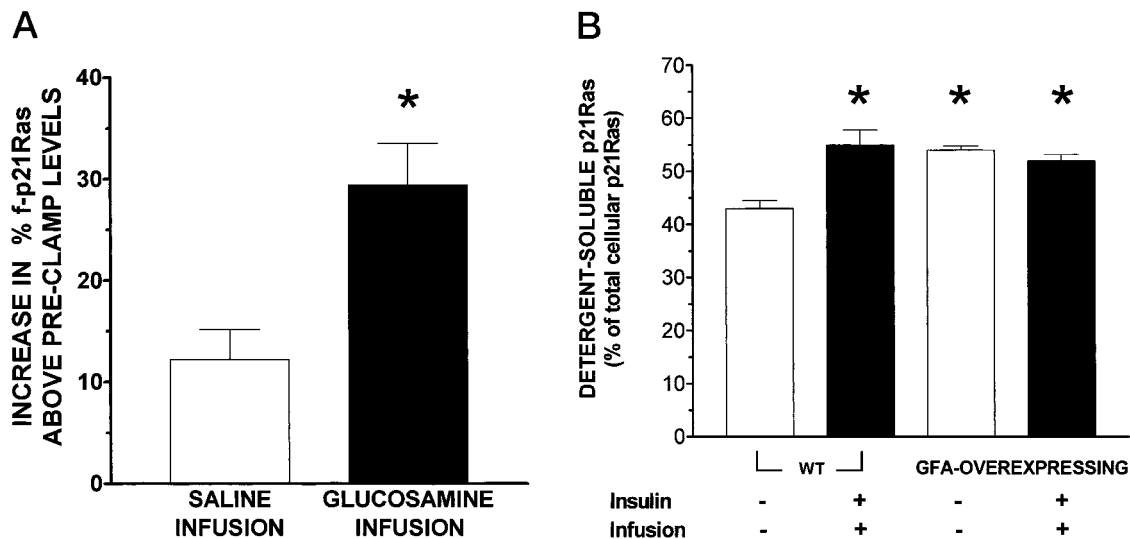 A
INCREASE IN % f-p21Ras
ABOVE PRE-CLAMP LEVELS
40
30
20
10
0
*
SALINE
INFUSION
GLUCOSAMINE
INFUSION
B
DETERGENT-SOLUBLE p21Ras
(% of total cellular p21Ras)
70
60
50
40
30
20
10
0
* * *
WT GFA-OVEREXPRESSING
Insulin - + - +
Infusion - + - +